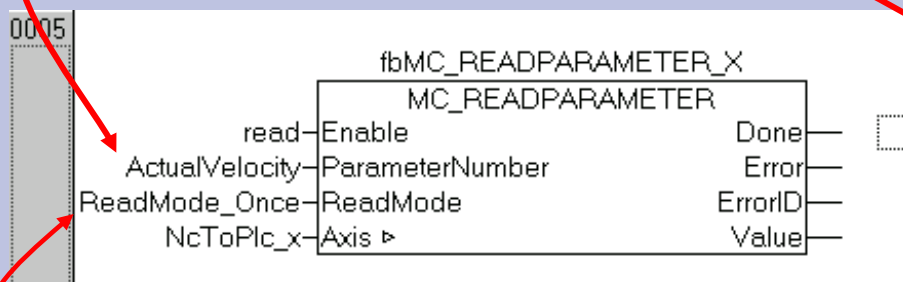 0005
fbMC_READPARAMETER_X
MC_READPARAMETER
read Enable Done
ActualVelocity ParameterNumber Error
ReadMode_Once ReadMode ErrorID
NcToPlc_x Axis ▹ Value